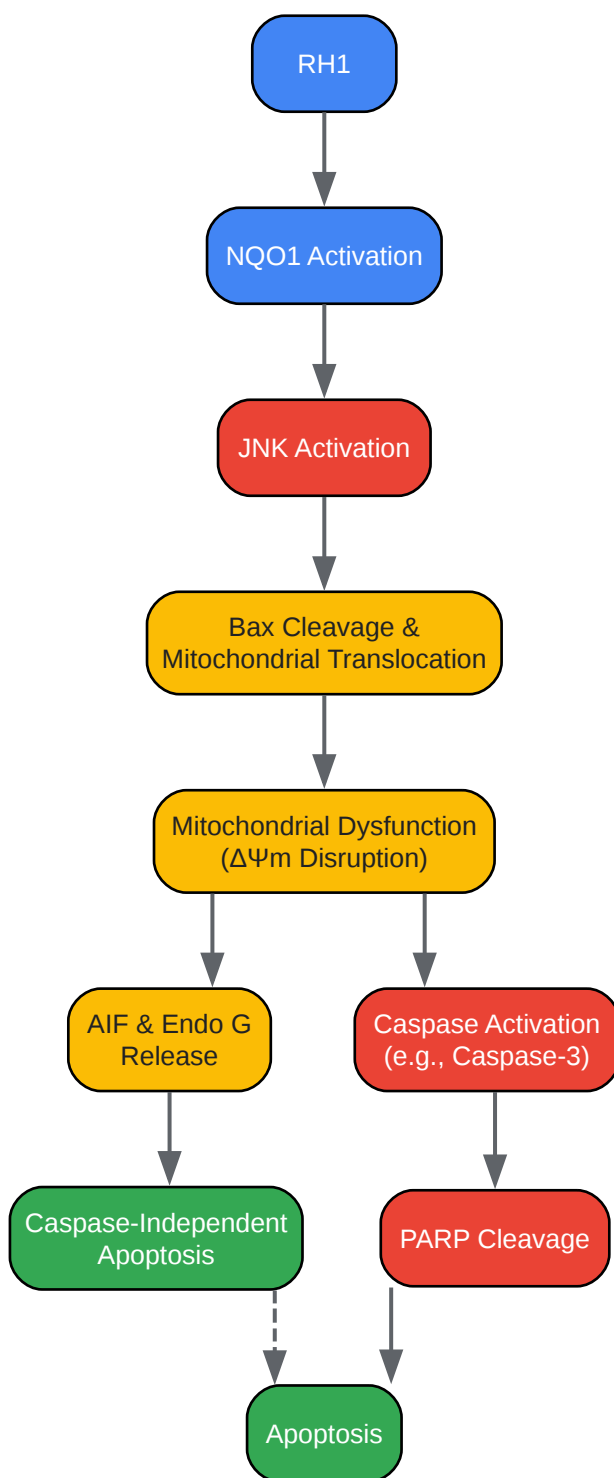 RH1
NQO1 Activation
JNK Activation
Bax Cleavage &
Mitochondrial Translocation
Mitochondrial Dysfunction
(ΔΨm Disruption)
AIF & Endo G
Release
Caspase Activation
(e.g., Caspase-3)
Caspase-Independent
Apoptosis
PARP Cleavage
Apoptosis